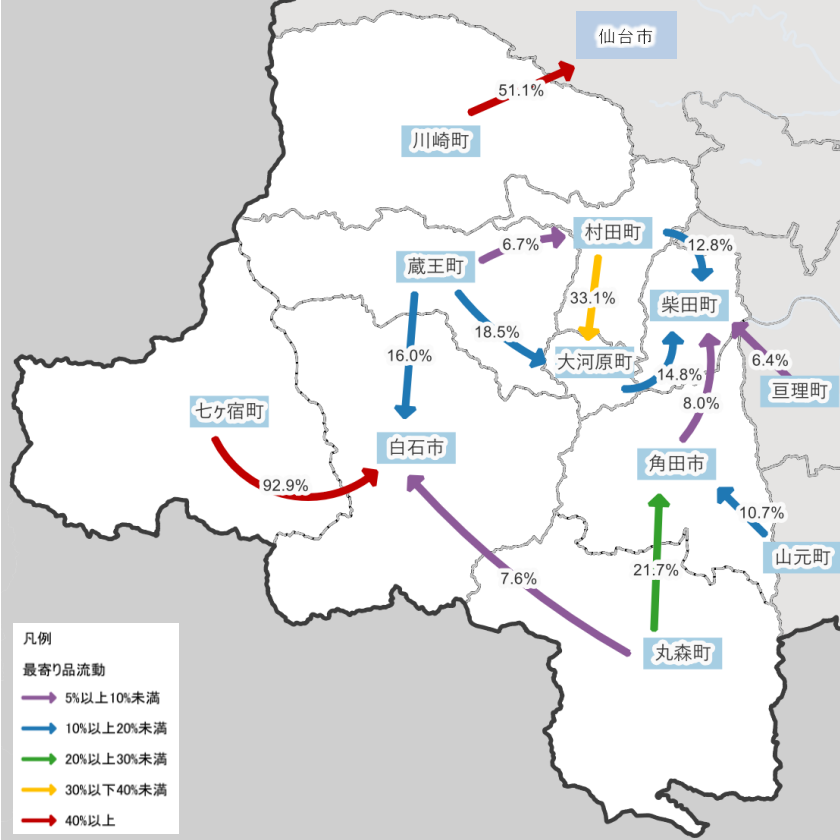 仙台市
51.1%
川崎町
村田町
12.8%
6.7%
蔵王町
33.1%
柴田町
18.5%
16.0%
大河原町
14.8%
6.4%
亘理町
8.0%
七ヶ宿町
白石市
角田市
92.9%
10.7%
山元町
7.6%
21.7%
丸森町
凡例
最寄り品流動
5%以上10%未満
10%以上20%未満
20%以上30%未満
30%以下40%未満
40%以上